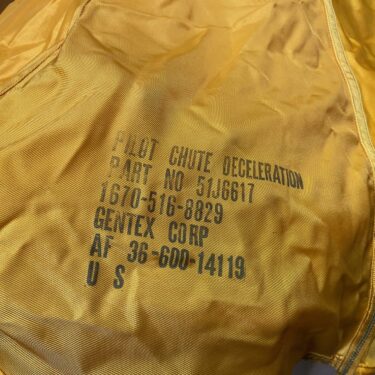 PILOT CHUTE DECELERATION
PART NO 51J6617
1670-516-8829
GENTEX CORP
AF 36-600-14119
U S